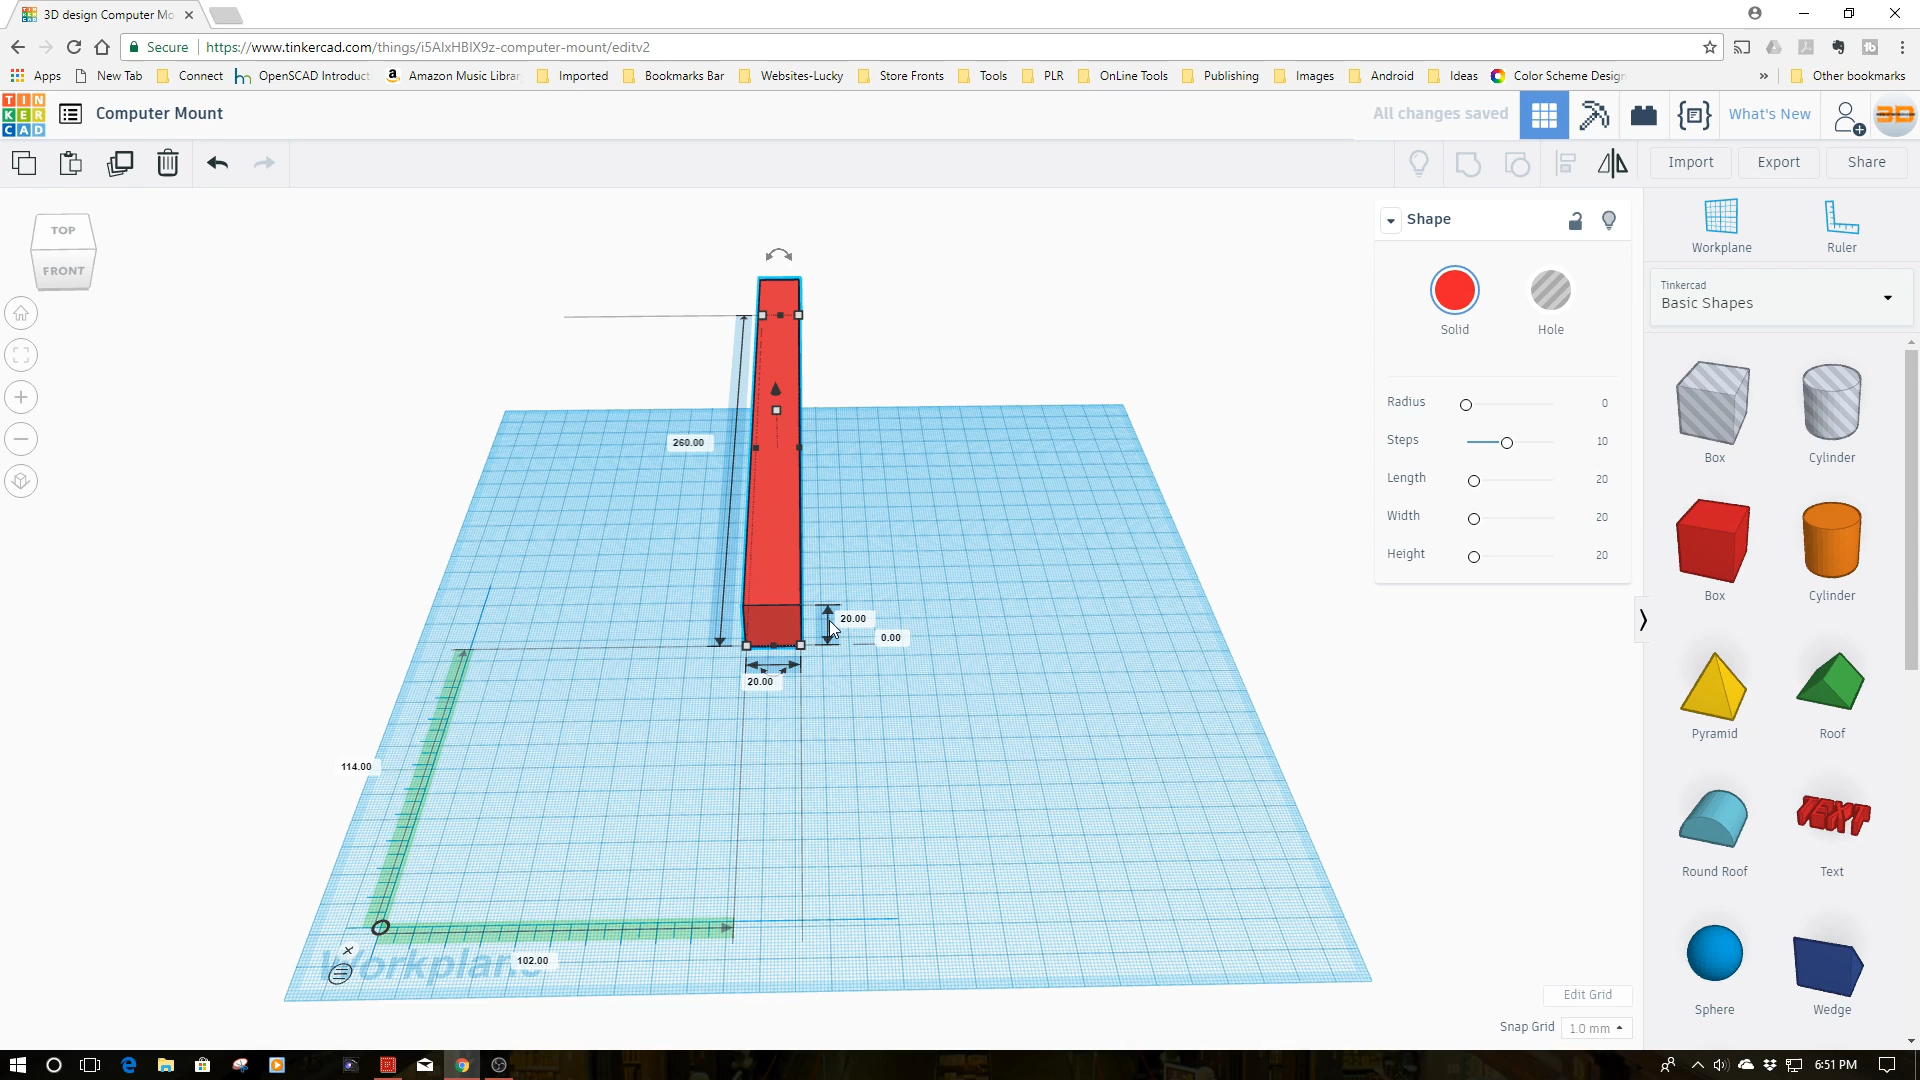 3D design Computer Mo
Secure
https://www.tinkercad.com/things/i5AlxHBlX9z-computer-mount/editv2
Apps
New Tab
Connect
OpenSCAD Introduct
Amazon Music Librar
Imported
Bookmarks Bar
Websites-Lucky
Store Fronts
Tools
PLR
OnLine Tools
Publishing
Images
Android
Ideas
Color Scheme Design
»
Other bookmarks
TIN
KER
CAD
Computer Mount
All changes saved
What's New
3D
Import
Export
Share
TOP
FRONT
Shape
Solid
Hole
Radius
0
Steps
10
Length
20
Width
20
Height
20
Workplane
Ruler
Tinkercad
Basic Shapes
Box
Cylinder
Box
Cylinder
Pyramid
Roof
TEXT
Round Roof
Text
Sphere
Wedge
260.00
20.00
0.00
20.00
114.00
102.00
Workplane
Edit Grid
Snap Grid
1.0 mm
6:51 PM